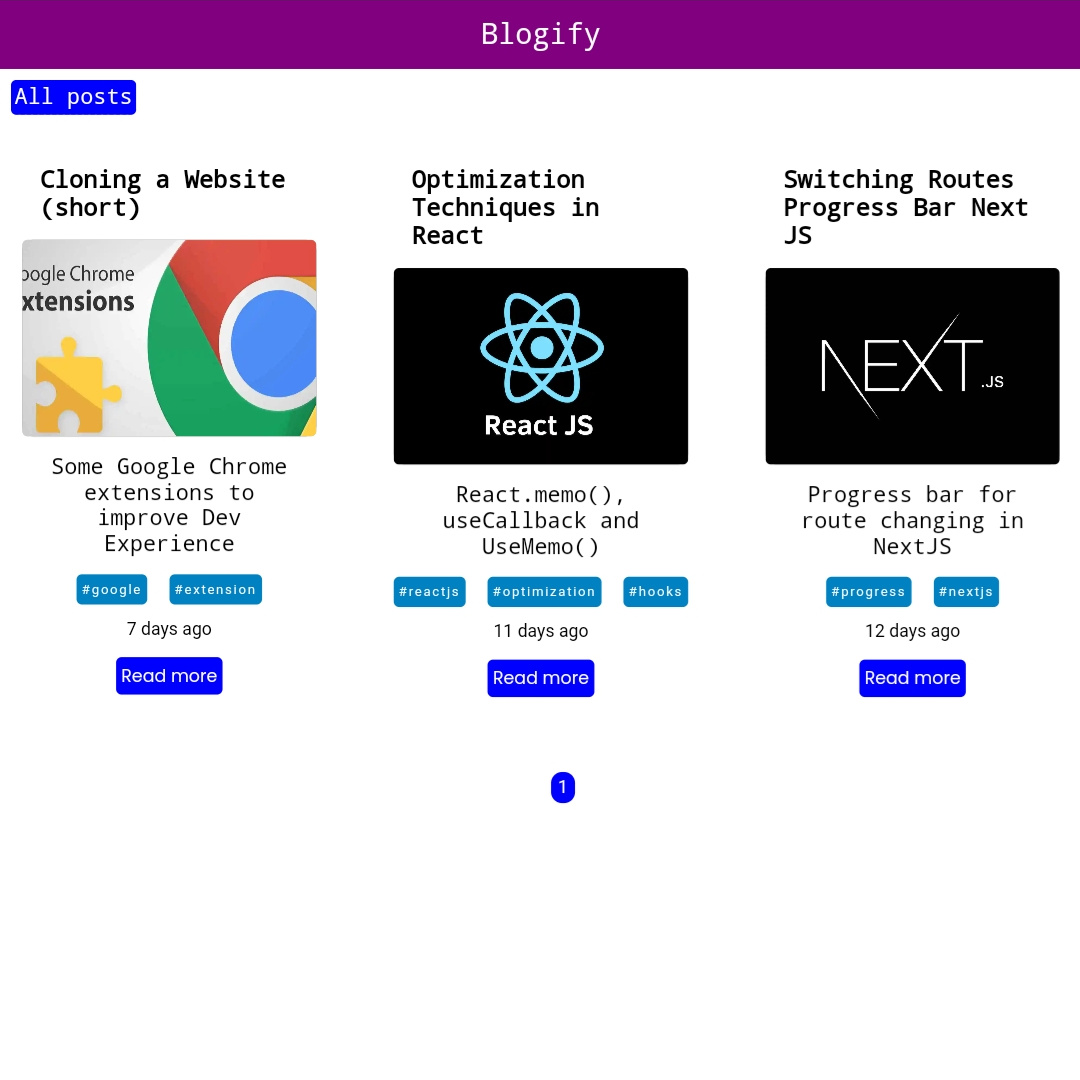 Blogify
All posts
Cloning a Website
(short)
oogle Chrome
xtensions
Some Google Chrome
extensions to
improve Dev
Experience
#google #extension
7 days ago
Read more
Optimization
Techniques in
React
React JS
React.memo(),
useCallback and
UseMemo()
#reactjs #optimization #hooks
11 days ago
Read more
Switching Routes
Progress Bar Next
JS
NEXT.JS
Progress bar for
route changing in
NextJS
#progress #nextjs
12 days ago
Read more
1